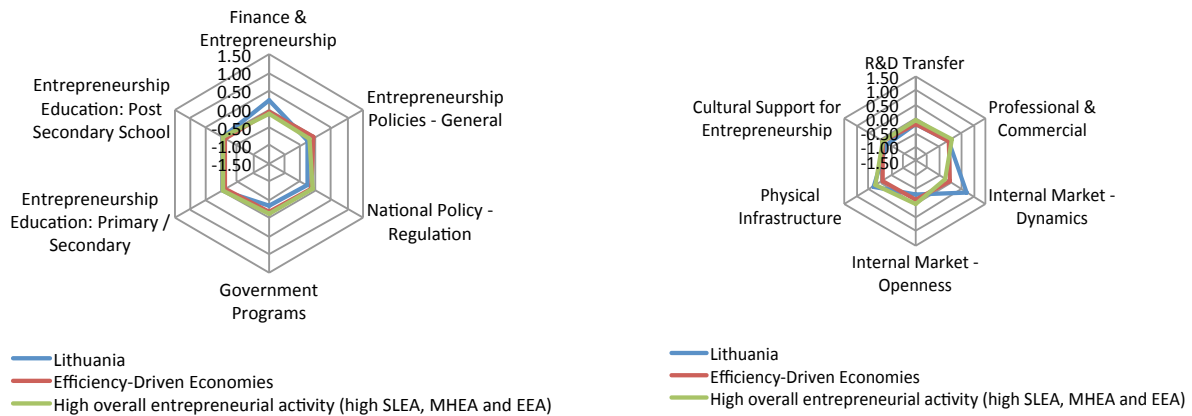 Finance &
Entrepreneurship
1.50
1.00
0.50
0.00
-0.50
-1.00
-1.50
Entrepreneurship
Policies - General
National Policy -
Regulation
Government
Programs
Entrepreneurship
Education: Primary /
Secondary
Entrepreneurship
Education: Post
Secondary School
Lithuania
Efficiency-Driven Economies
High overall entrepreneurial activity (high SLEA, MHEA and EEA)
R&D Transfer
1.50
1.00
0.50
0.00
-0.50
-1.00
-1.50
Professional &
Commercial
Internal Market -
Dynamics
Internal Market -
Openness
Physical
Infrastructure
Cultural Support for
Entrepreneurship
Lithuania
Efficiency-Driven Economies
High overall entrepreneurial activity (high SLEA, MHEA and EEA)